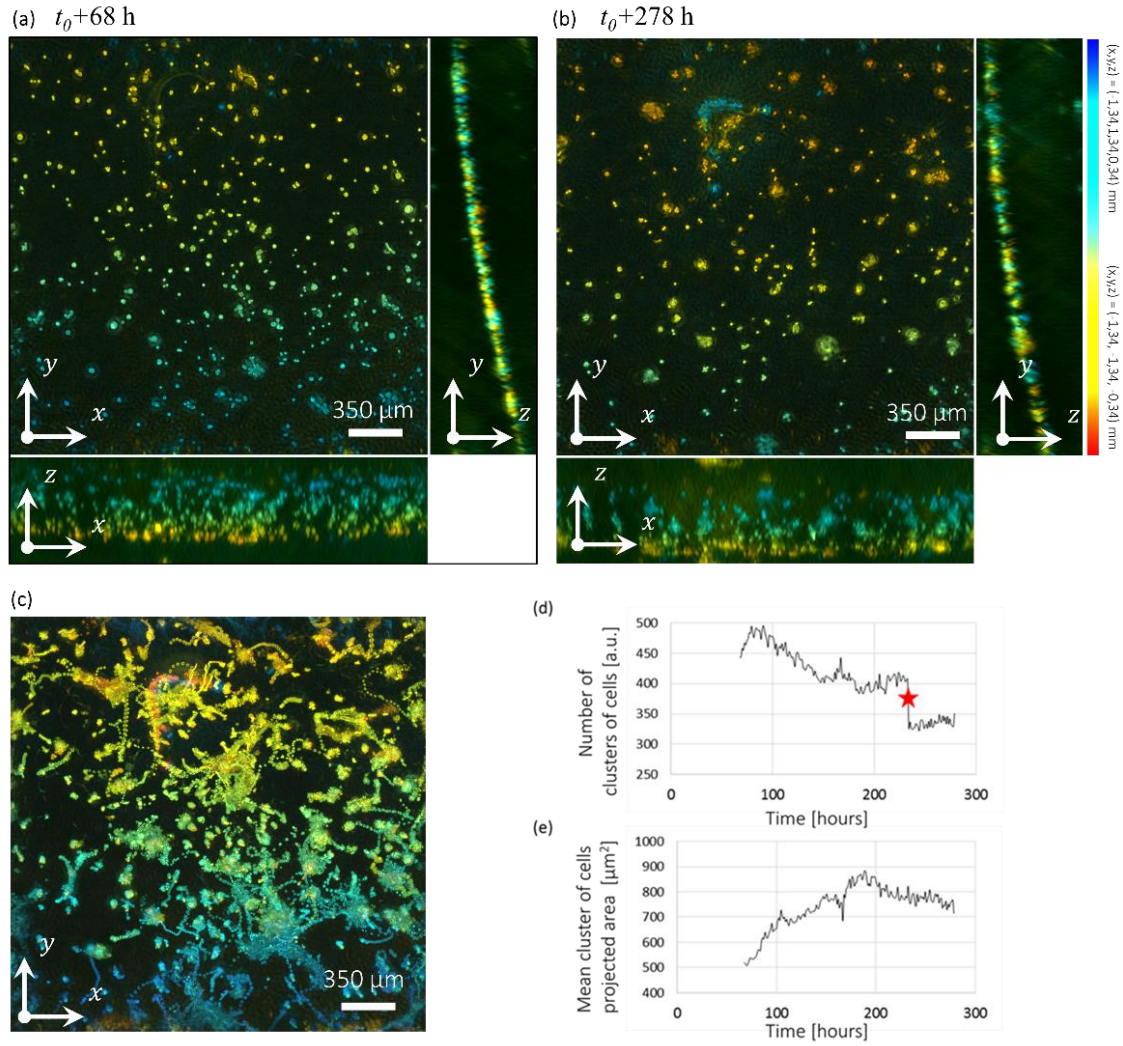 (a) t₀+68 h
(b) t₀+278 h
y
x
350 µm
y
z
z
x
y
x
350 µm
y
z
z
x
(x,y,z) = (-1,34,1,34,0,34) mm
(x,y,z) = (-1,34, -1,34, -0,34) mm
(c)
y
x
350 µm
(d)
Number of
clusters of cells [a.u.]
500
450
400
350
300
250
0
100
200
300
Time [hours]
(e)
Mean cluster of cells
projected area [µm²]
1000
900
800
700
600
500
400
0
100
200
300
Time [hours]